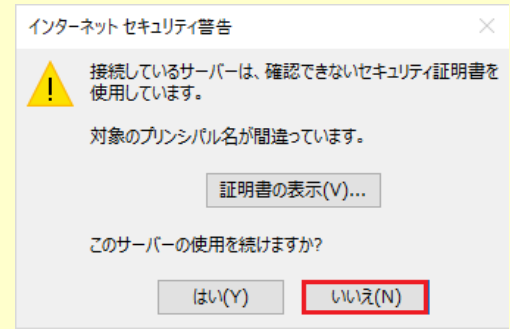 インターネット セキュリティ警告
接続しているサーバーは、確認できないセキュリティ証明書を
使用しています。
対象のプリンシパル名が間違っています。
証明書の表示(V)...
このサーバーの使用を続けますか?
はい(Y)
いいえ(N)